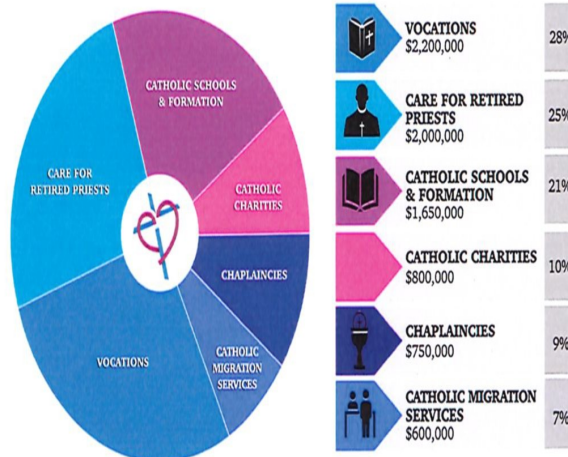 CATHOLIC SCHOOLS
& FORMATION
CARE FOR
RETIRED PRIESTS
CATHOLIC
CHARITIES
CHAPLAINCIES
VOCATIONS
CATHOLIC
MIGRATION
SERVICES
VOCATIONS
$2,200,000
28%
CARE FOR RETIRED
PRIESTS
$2,000,000
25%
CATHOLIC SCHOOLS
& FORMATION
$1,650,000
21%
CATHOLIC CHARITIES
$800,000
10%
CHAPLAINCIES
$750,000
9%
CATHOLIC MIGRATION
SERVICES
$600,000
7%